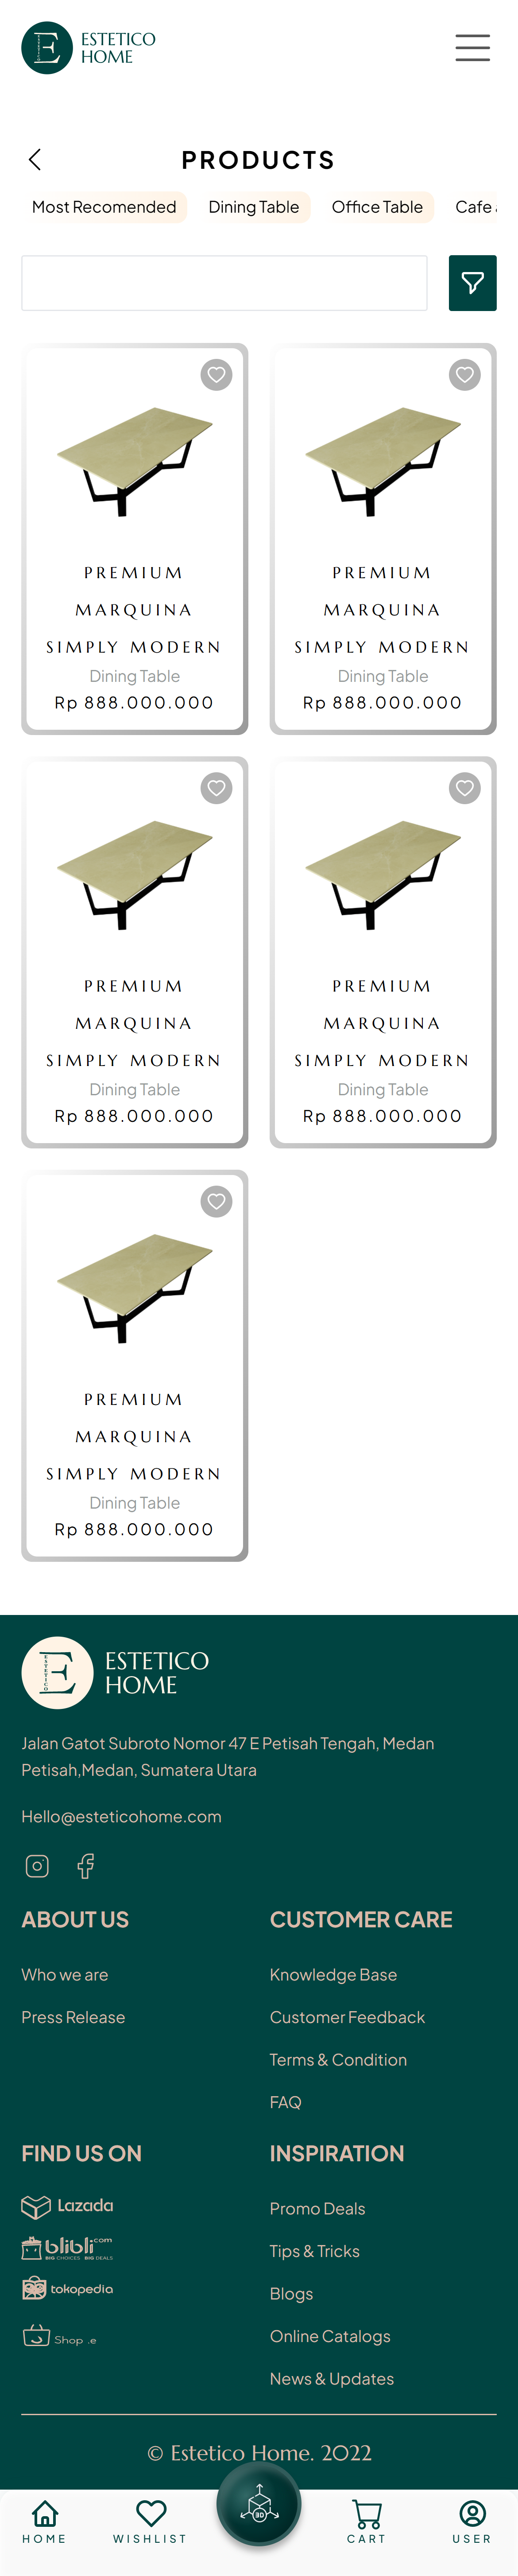 ESTETICO
HOME
PRODUCTS
Most Recomended
Dining Table
Office Table
Cafe
PREMIUM
MARQUINA
SIMPLY MODERN
Dining Table
Rp 888.000.000
PREMIUM
MARQUINA
SIMPLY MODERN
Dining Table
Rp 888.000.000
PREMIUM
MARQUINA
SIMPLY MODERN
Dining Table
Rp 888.000.000
PREMIUM
MARQUINA
SIMPLY MODERN
Dining Table
Rp 888.000.000
PREMIUM
MARQUINA
SIMPLY MODERN
Dining Table
Rp 888.000.000
E
ESTETICO
ESTETICO
HOME
Jalan Gatot Subroto Nomor 47 E Petisah Tengah, Medan
Petisah,Medan, Sumatera Utara
Hello@esteticohome.com
ABOUT US
Who we are
Press Release
CUSTOMER CARE
Knowledge Base
Customer Feedback
Terms & Condition
FAQ
FIND US ON
Lazada
blibli.com
BIG CHOICES BIG DEALS
tokopedia
Shop .e
INSPIRATION
Promo Deals
Tips & Tricks
Blogs
Online Catalogs
News & Updates
© Estetico Home. 2022
HOME
WISHLIST
3D
CART
USER